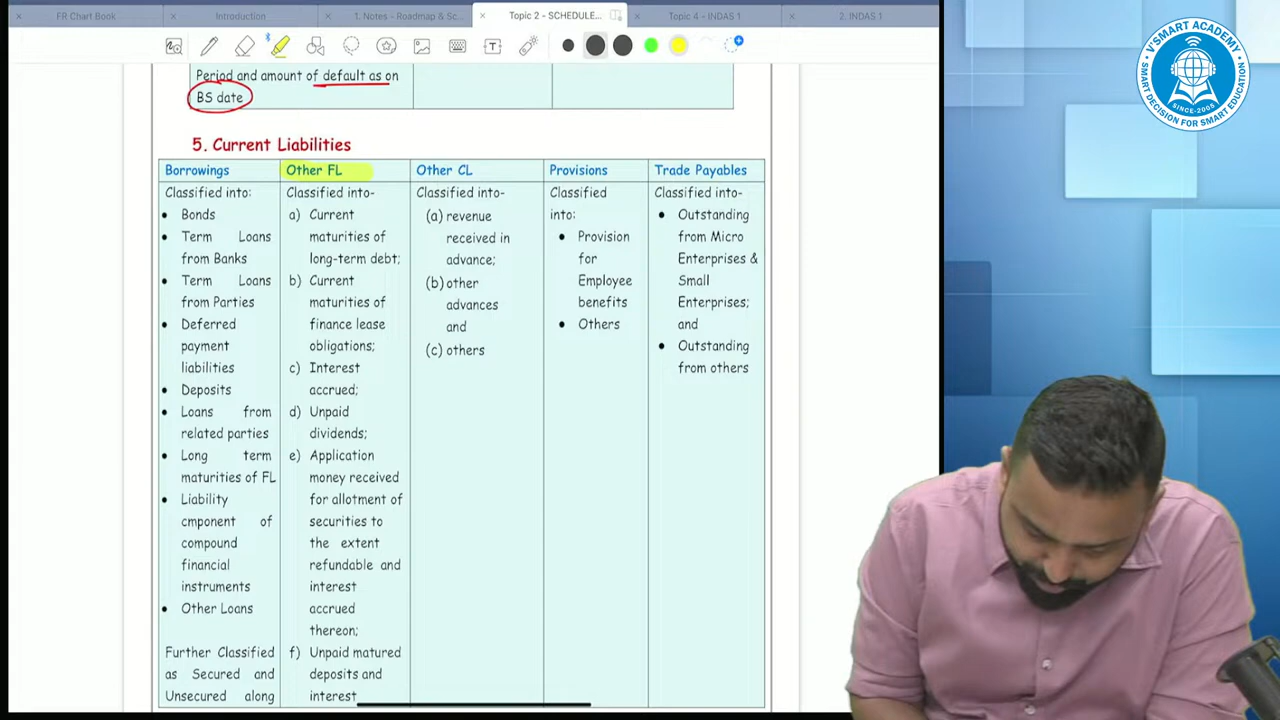 FR Chart Book
Introduction
1. Notes - Roadmap & Sc...
Topic 2 - SCHEDULE...
Topic 4 - INDAS 1
2. INDAS 1
Period and amount of default as on
BS date
5. Current Liabilities
Borrowings
Classified into:
• Bonds
• Term Loans
from Banks
• Term Loans
from Parties
• Deferred
payment
liabilities
• Deposits
• Loans from
related parties
• Long term
maturities of FL
• Liability
cmponent of
compound
financial
instruments
• Other Loans
Further Classified
as Secured and
Unsecured along
Other FL
Classified into-
a) Current
maturities of
long-term debt;
b) Current
maturities of
finance lease
obligations;
c) Interest
accrued;
d) Unpaid
dividends;
e) Application
money received
for allotment of
securities to
the extent
refundable and
interest
accrued
thereon;
f) Unpaid matured
deposits and
interest
Other CL
Classified into-
(a) revenue
received in
advance;
(b) other
advances
and
(c) others
Provisions
Classified
into:
• Provision
for
Employee
benefits
• Others
Trade Payables
Classified into-
• Outstanding
from Micro
Enterprises &
Small
Enterprises;
and
• Outstanding
from others
V'SMART ACADEMY
SINCE-2005
SMART DECISION FOR SMART EDUCATION